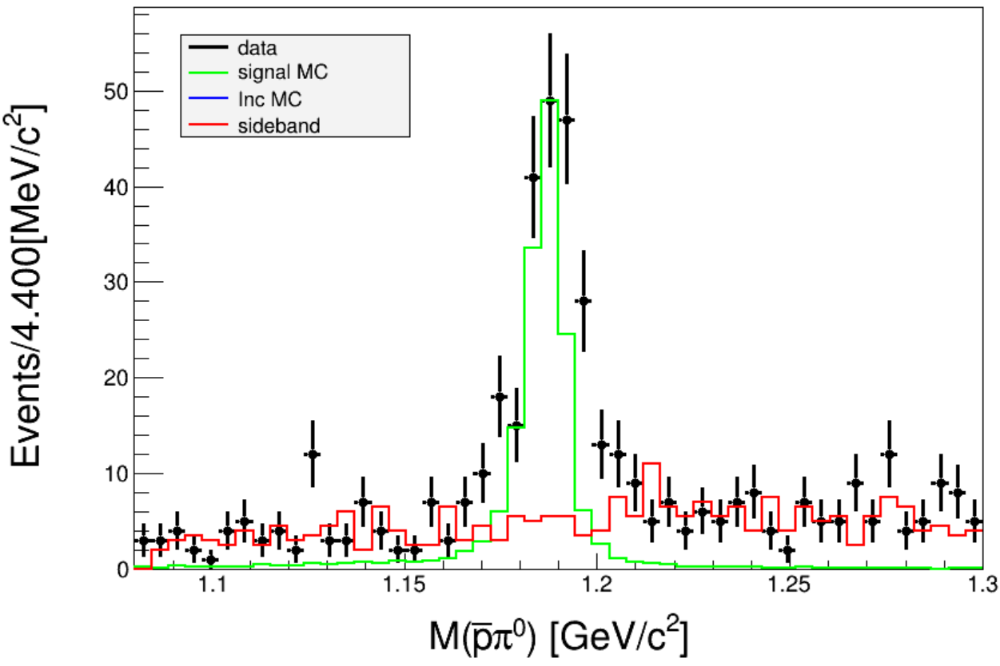 data
signal MC
Inc MC
sideband
Events/4.400[MeV/c²]
50
40
30
20
10
0
1.1
1.15
1.2
1.25
1.3
M(p̅π⁰) [GeV/c²]